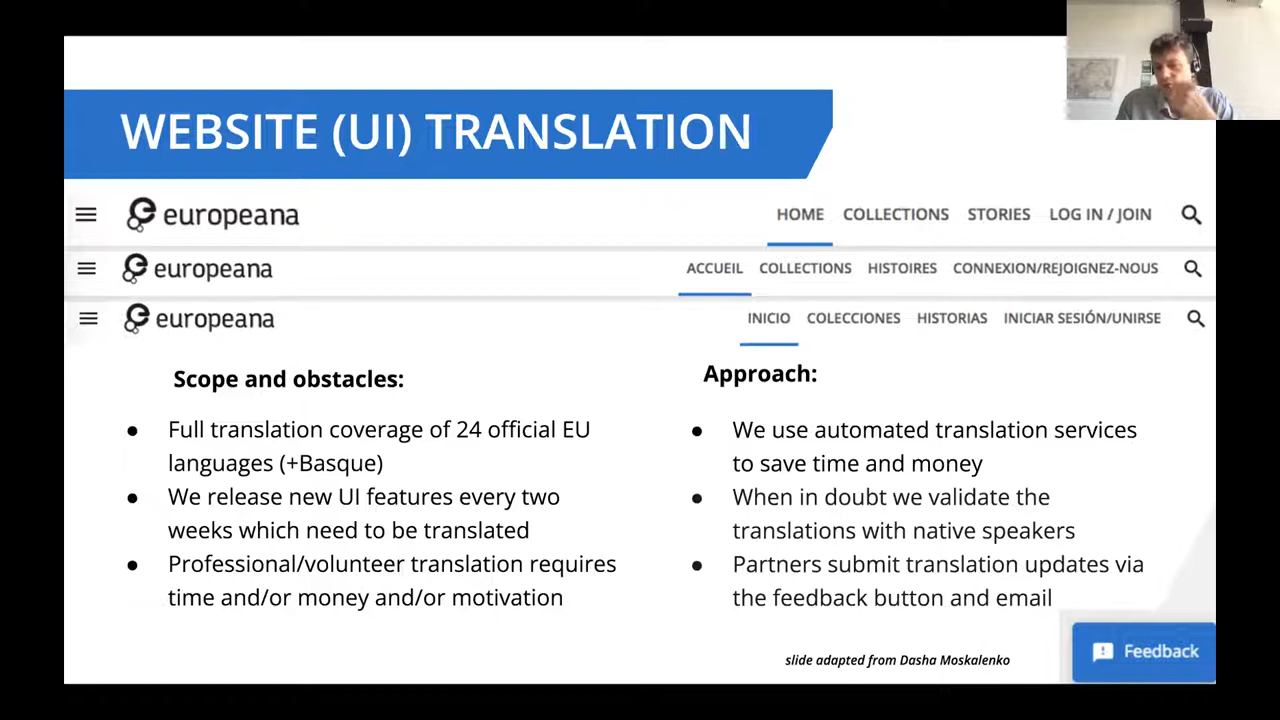 WEBSITE (UI) TRANSLATION
europeana HOME COLLECTIONS STORIES LOG IN / JOIN
europeana ACCUEIL COLLECTIONS HISTOIRES CONNEXION/REJOIGNEZ-NOUS
europeana INICIO COLECCIONES HISTORIAS INICIAR SESIÓN/UNIRSE
Scope and obstacles:
● Full translation coverage of 24 official EU
languages (+Basque)
● We release new UI features every two
weeks which need to be translated
● Professional/volunteer translation requires
time and/or money and/or motivation
Approach:
● We use automated translation services
to save time and money
● When in doubt we validate the
translations with native speakers
● Partners submit translation updates via
the feedback button and email
slide adapted from Dasha Moskalenko
Feedback